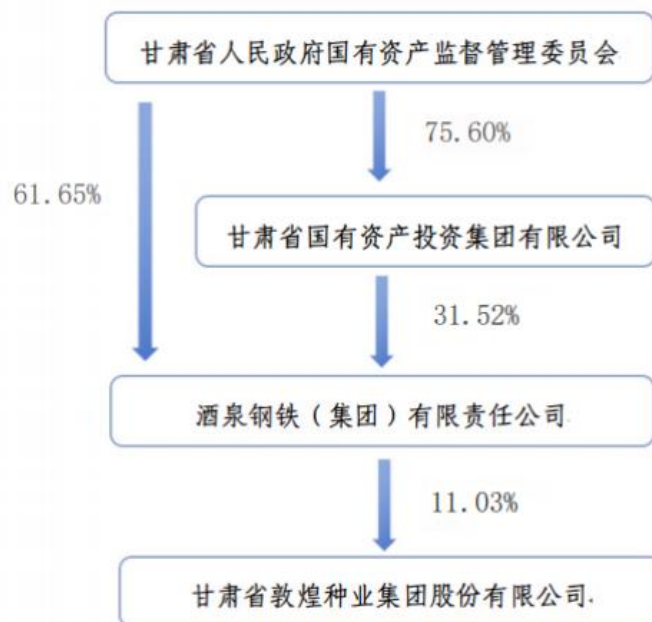 甘肃省人民政府国有资产监督管理委员会
75.60%
61.65%
甘肃省国有资产投资集团有限公司
31.52%
酒泉钢铁（集团）有限责任公司
11.03%
甘肃省敦煌种业集团股份有限公司